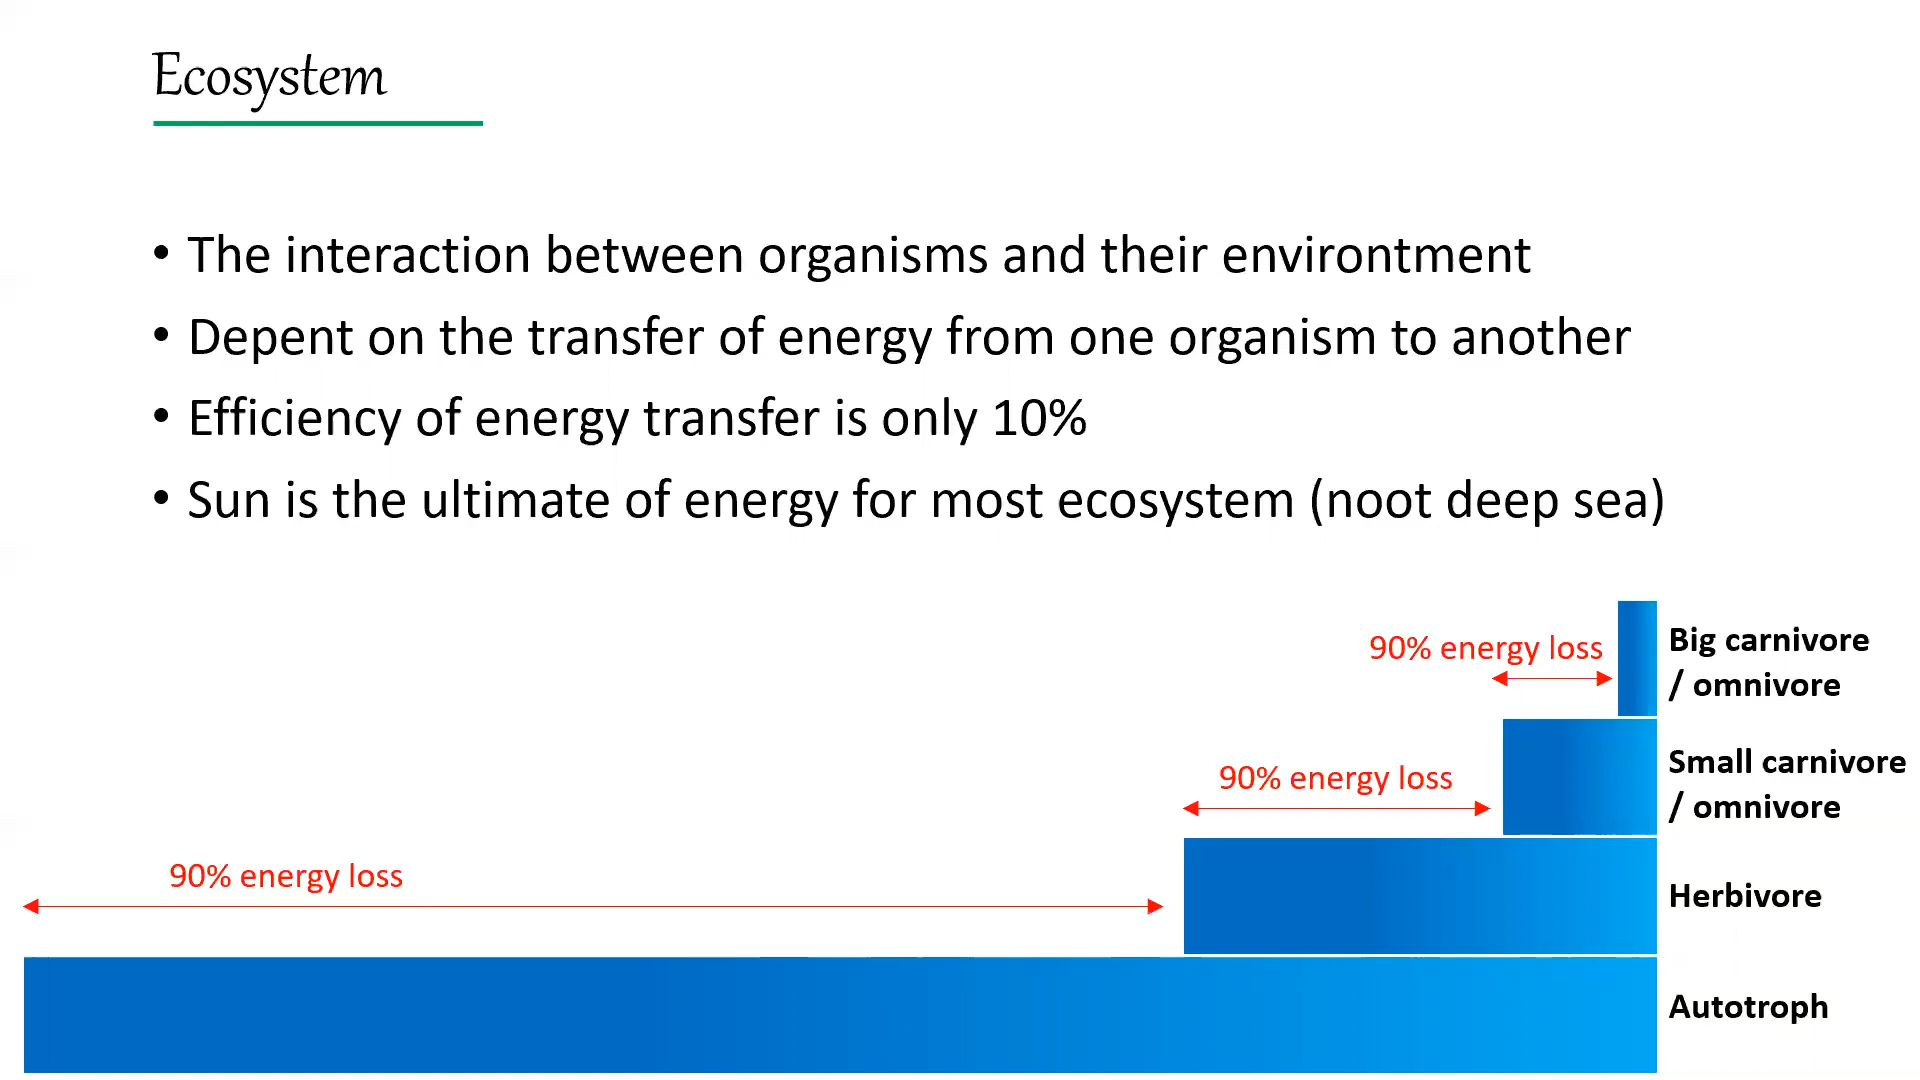 Ecosystem
• The interaction between organisms and their environtment
• Depent on the transfer of energy from one organism to another
• Efficiency of energy transfer is only 10%
• Sun is the ultimate of energy for most ecosystem (noot deep sea)
90% energy loss
Big carnivore
/ omnivore
90% energy loss
Small carnivore
/ omnivore
90% energy loss
Herbivore
Autotroph